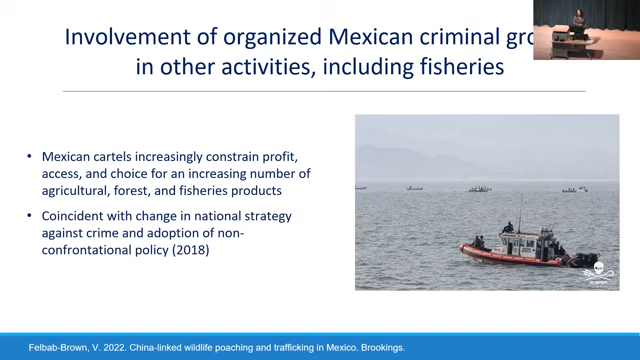 Involvement of organized Mexican criminal
in other activities, including fisheries
• Mexican cartels increasingly constrain profit,
access, and choice for an increasing number of
agricultural, forest, and fisheries products
• Coincident with change in national strategy
against crime and adoption of non-
confrontational policy (2018)
Felbab-Brown, V. 2022. China-linked wildlife poaching and trafficking in Mexico. Brookings.